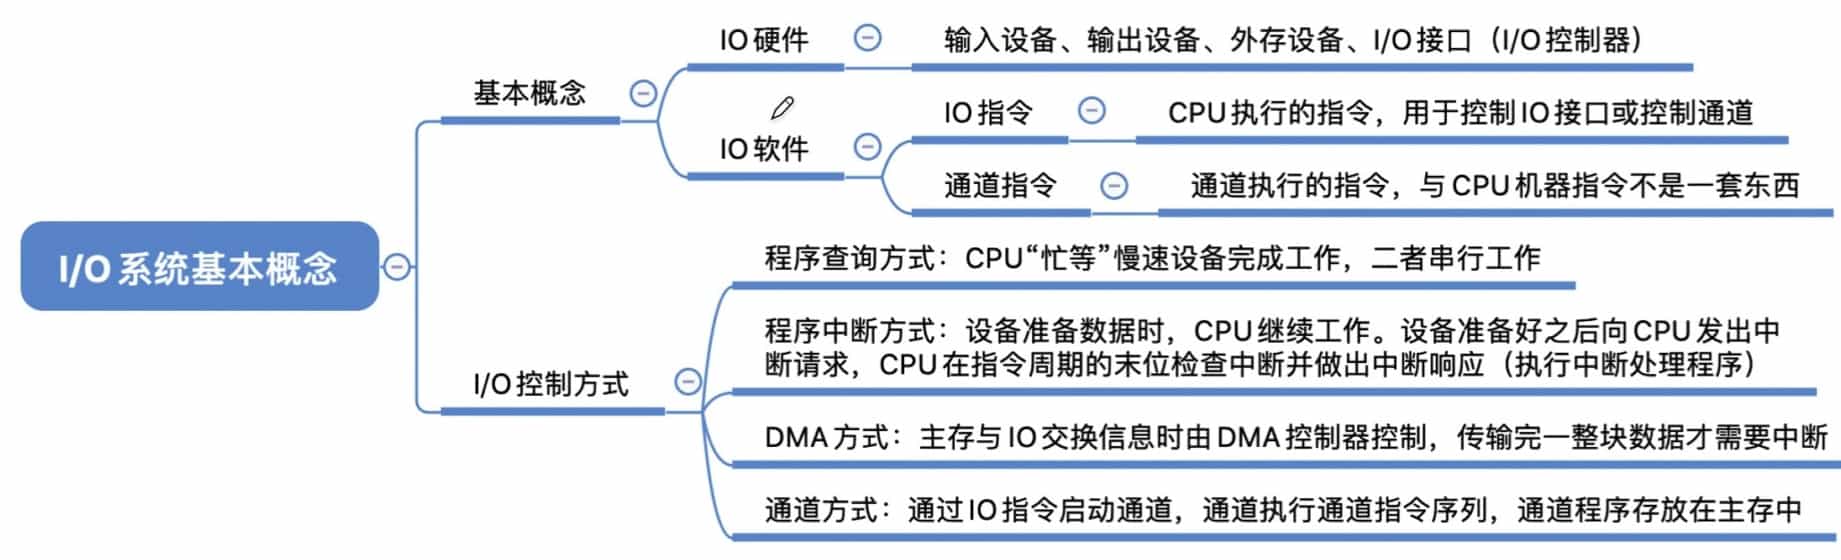 I/O系统基本概念
基本概念
IO硬件
输入设备、输出设备、外存设备、I/O接口（I/O控制器）
IO软件
IO指令
CPU执行的指令，用于控制IO接口或控制通道
通道指令
通道执行的指令，与CPU机器指令不是一套东西
I/O控制方式
程序查询方式：CPU“忙等”慢速设备完成工作，二者串行工作
程序中断方式：设备准备数据时，CPU继续工作。设备准备好之后向CPU发出中
断请求，CPU在指令周期的末位检查中断并做出中断响应（执行中断处理程序）
DMA方式：主存与IO交换信息时由DMA控制器控制，传输完一整块数据才需要中断
通道方式：通过IO指令启动通道，通道执行通道指令序列，通道程序存放在主存中